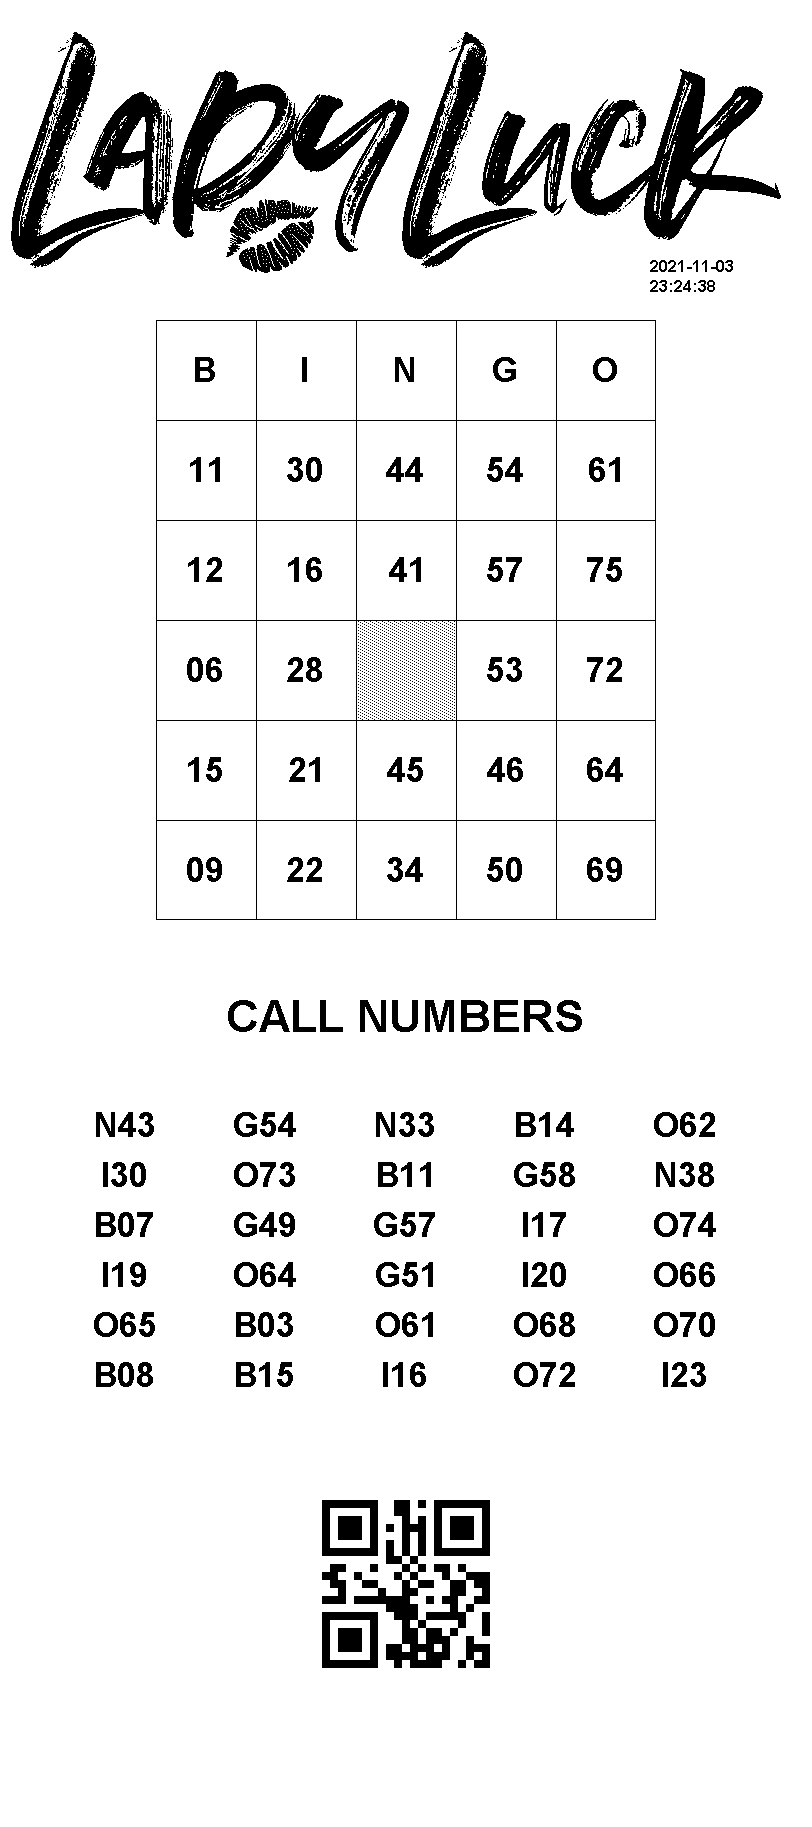 LADY LUCK
2021-11-03
23:24:38
B I N G O
11 30 44 54 61
12 16 41 57 75
06 28 53 72
15 21 45 46 64
09 22 34 50 69
CALL NUMBERS
N43 G54 N33 B14 O62
I30 O73 B11 G58 N38
B07 G49 G57 I17 O74
I19 O64 G51 I20 O66
O65 B03 O61 O68 O70
B08 B15 I16 O72 I23